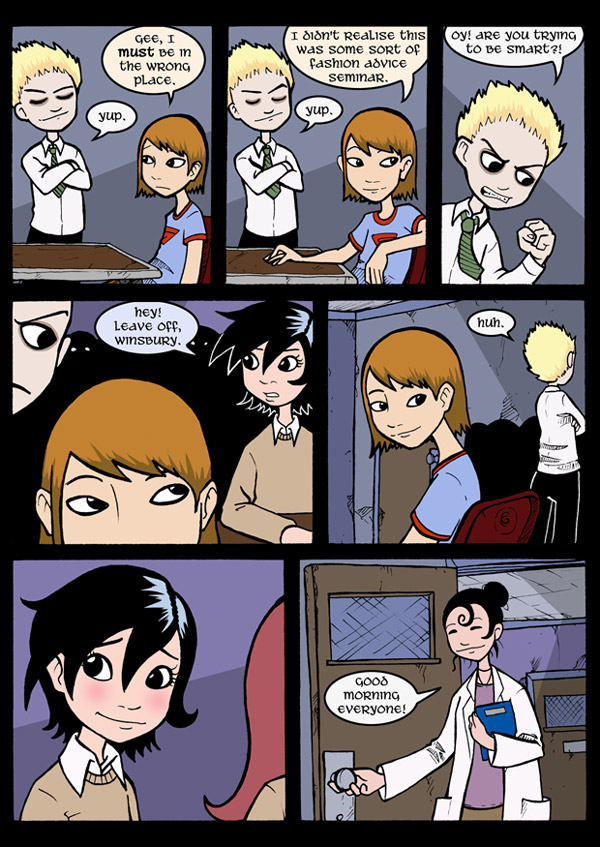 Gee, I
must be in
the wrong
place.
yup.
I didn't realise this
was some sort of
fashion advice
seminar.
yup.
oy! are you trying
to be smart?!
hey!
Leave off,
Winsbury.
huh.
6
Good
morning
everyone!